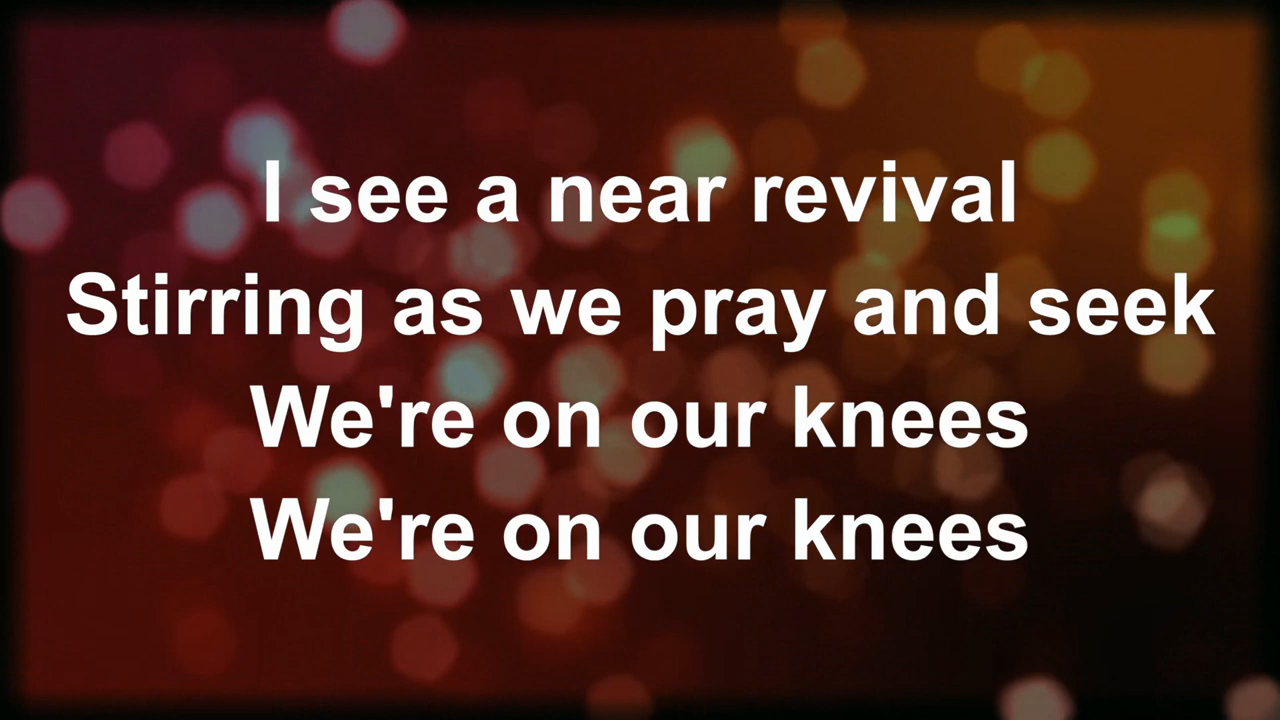 I see a near revival
Stirring as we pray and seek
We're on our knees
We're on our knees